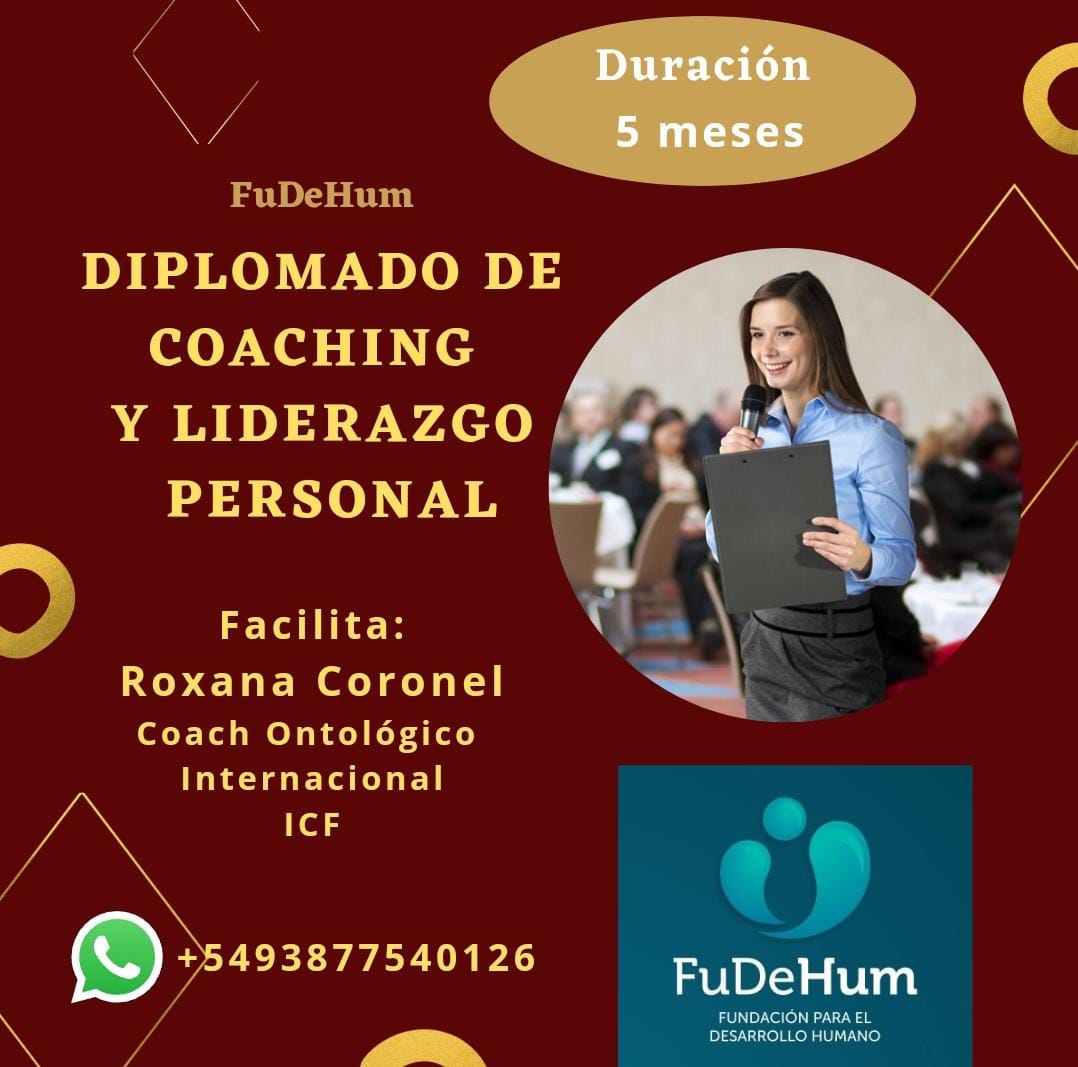 Duración
5 meses
FuDeHum
DIPLOMADO DE
COACHING
Y LIDERAZGO
PERSONAL
Facilita:
Roxana Coronel
Coach Ontológico
Internacional
ICF
+5493877540126
FuDeHum
FUNDACIÓN PARA EL
DESARROLLO HUMANO